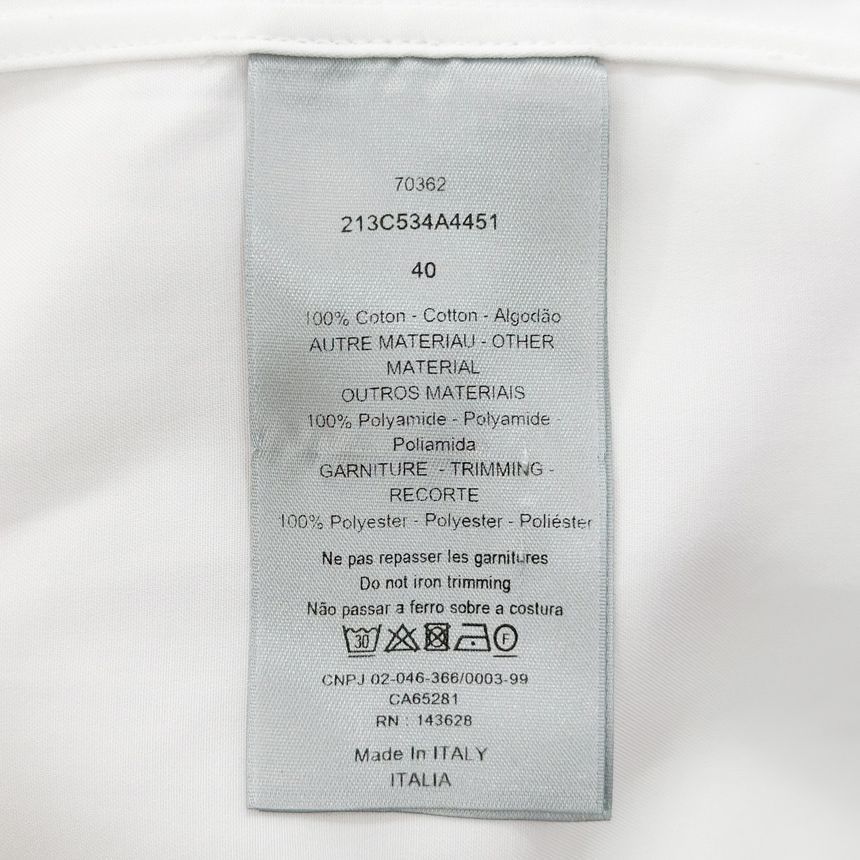 70362
213C534A4451
40
100% Coton - Cotton - Algodão
AUTRE MATERIAU - OTHER
MATERIAL
OUTROS MATERIAIS
100% Polyamide - Polyamide -
Poliamida
GARNITURE - TRIMMING -
RECORTE
100% Polyester - Polyester - Poliéster
Ne pas repasser les garnitures
Do not iron trimming
Não passar a ferro sobre a costura
30 F
CNPJ 02-046-366/0003-99
CA65281
RN : 143628
Made In ITALY
ITALIA